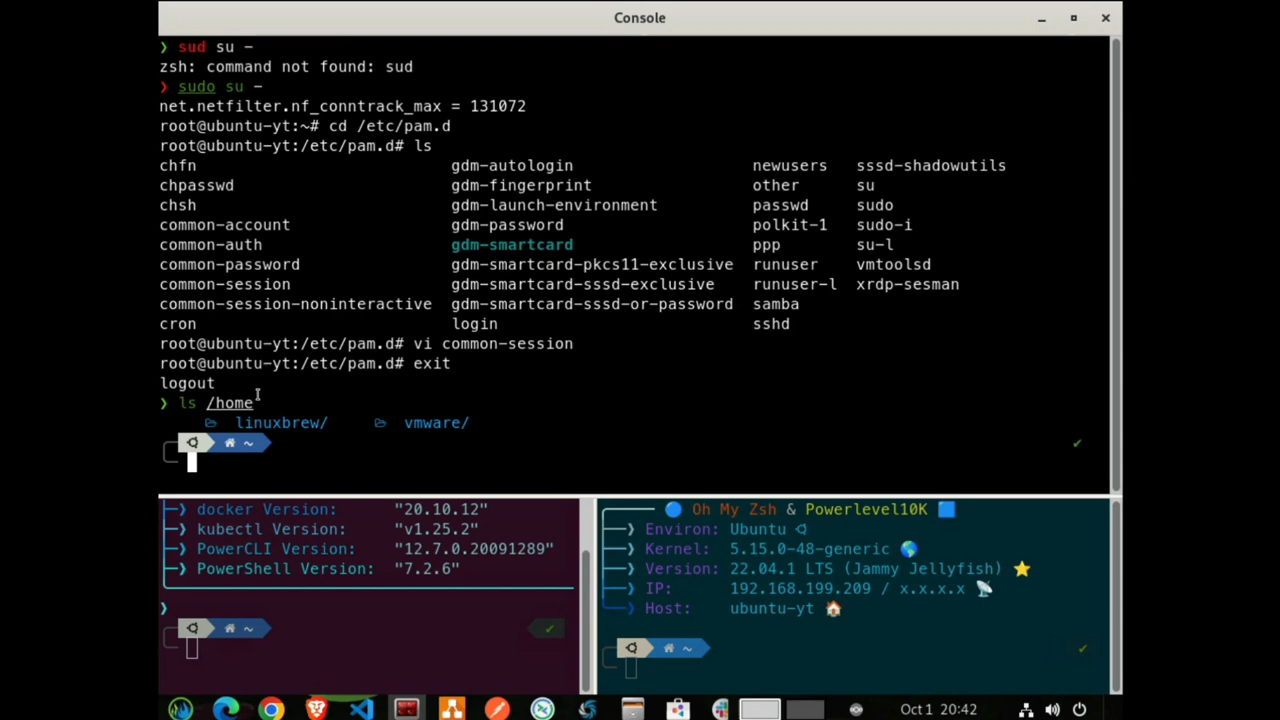 Console
❯ sud su -
zsh: command not found: sud
❯ sudo su -
net.netfilter.nf_conntrack_max = 131072
root@ubuntu-yt:~# cd /etc/pam.d
root@ubuntu-yt:/etc/pam.d# ls
chfn gdm-autologin newusers sssd-shadowutils
chpasswd gdm-fingerprint other su
chsh gdm-launch-environment passwd sudo
common-account gdm-password polkit-1 sudo-i
common-auth gdm-smartcard ppp su-l
common-password gdm-smartcard-pkcs11-exclusive runuser vmtoolsd
common-session gdm-smartcard-sssd-exclusive runuser-l xrdp-sesman
common-session-noninteractive gdm-smartcard-sssd-or-password samba
cron login sshd
root@ubuntu-yt:/etc/pam.d# vi common-session
root@ubuntu-yt:/etc/pam.d# exit
logout
❯ ls /home
linuxbrew/ vmware/
~
docker Version: "20.10.12"
kubectl Version: "v1.25.2"
PowerCLI Version: "12.7.0.20091289"
PowerShell Version: "7.2.6"
❯
~
Oh My Zsh & Powerlevel10K
Environ: Ubuntu
Kernel: 5.15.0-48-generic
Version: 22.04.1 LTS (Jammy Jellyfish)
IP: 192.168.199.209 / x.x.x.x
Host: ubuntu-yt
~
Oct 1 20:42